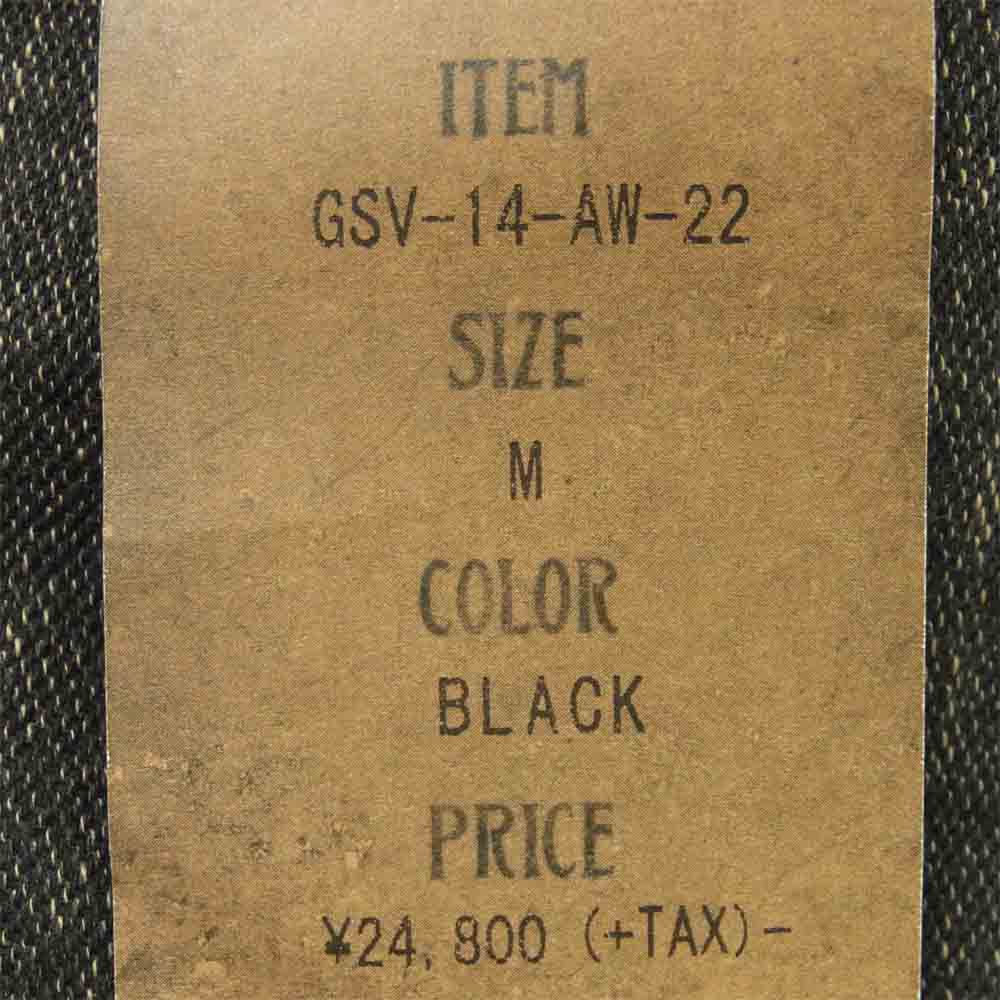 ITEM
GSV-14-AW-22
SIZE
M
COLOR
BLACK
PRICE
¥24,800 (+TAX)-